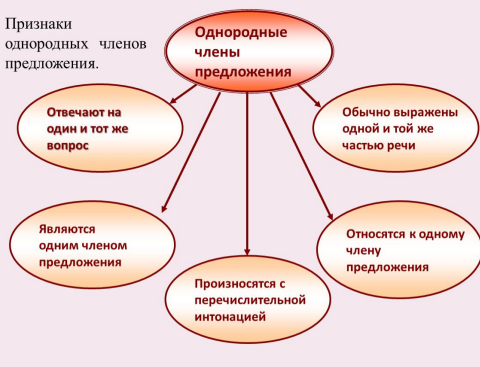 Признаки
однородных членов
предложения.
Однородные
члены
предложения
Отвечают на
один и тот же
вопрос
Обычно выражены
одной и той же
частью речи
Являются
одним членом
предложения
Произносятся с
перечислительной
интонацией
Относятся к одному
члену
предложения